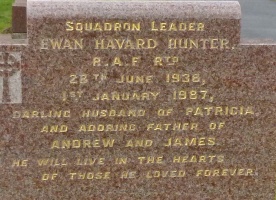 SQUADRON LEADER
EWAN HAVARD HUNTER.
R.A.F RTD
28TH JUNE 1938,
1ST JANUARY 1987,
DARLING HUSBAND OF PATRICIA,
AND ADORING FATHER OF
ANDREW AND JAMES.
HE WILL LIVE IN THE HEARTS
OF THOSE HE LOVED FOREVER.